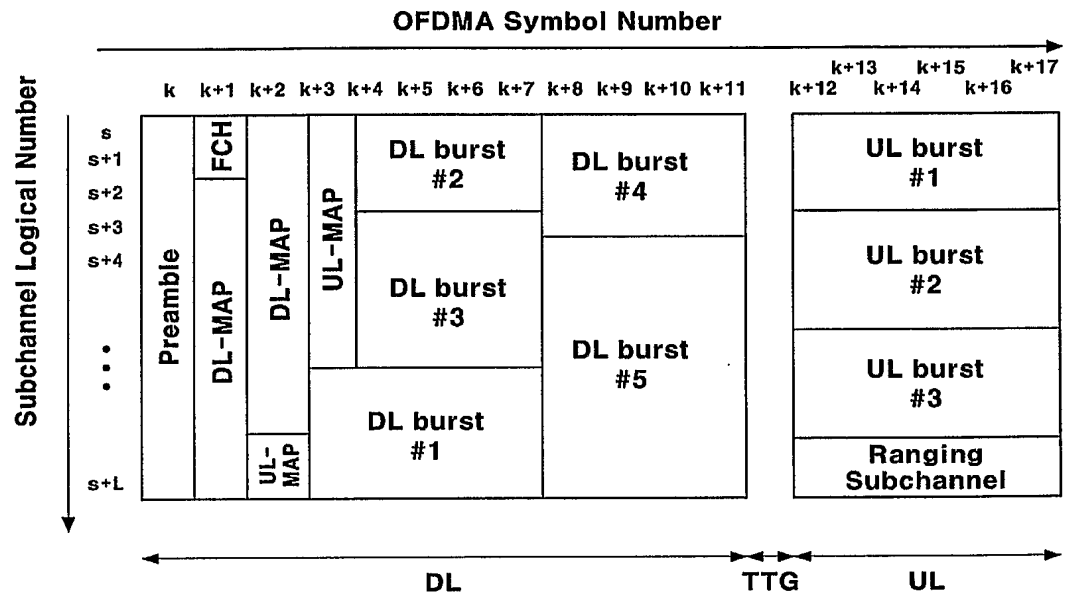 OFDMA Symbol Number
k+13 k+15 k+17
k k+1 k+2 k+3 k+4 k+5 k+6 k+7 k+8 k+9 k+10 k+11 k+12 k+14 k+16
Subchannel Logical Number
s
s+1
s+2
s+3
s+4
s+L
Preamble
FCH
DL-MAP
DL-MAP
UL-
MAP
UL-MAP
DL burst
#2
DL burst
#3
DL burst
#1
DL burst
#4
DL burst
#5
UL burst
#1
UL burst
#2
UL burst
#3
Ranging
Subchannel
DL TTG UL